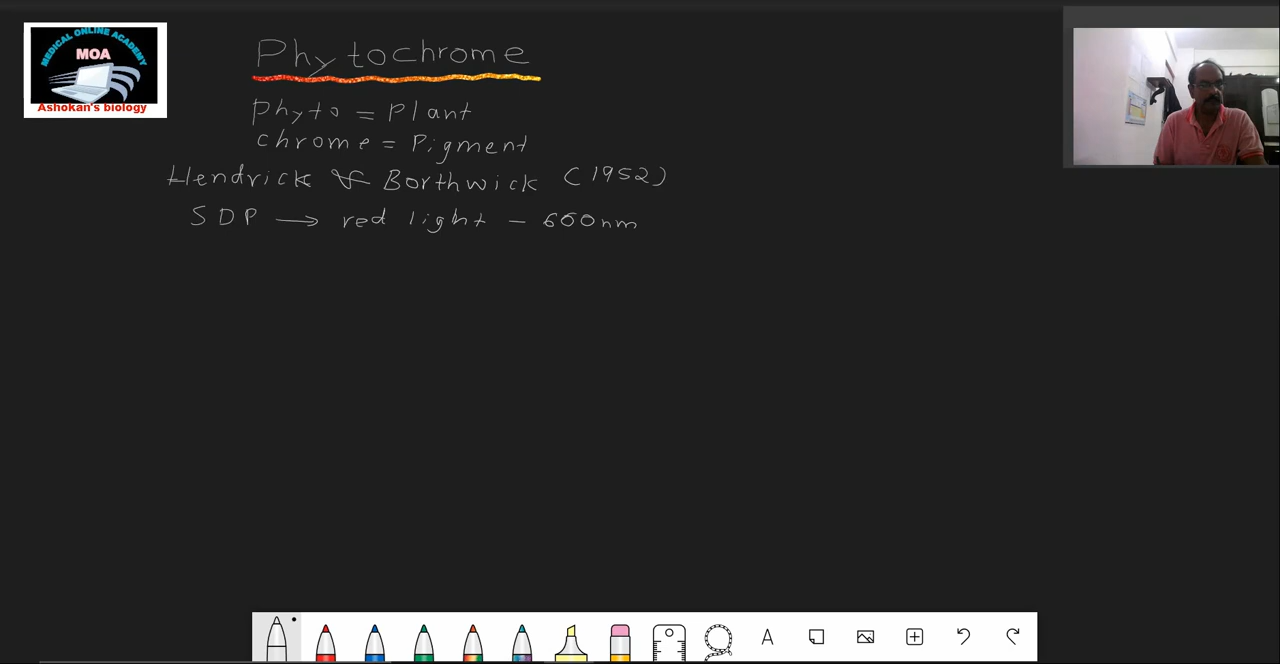 MEDICAL ONLINE ACADEMY
MOA
Ashokan's biology
Phytochrome
Phyto = Plant
Chrome = Pigment
Hendrick & Borthwick (1952)
SDP → red light - 660nm
A